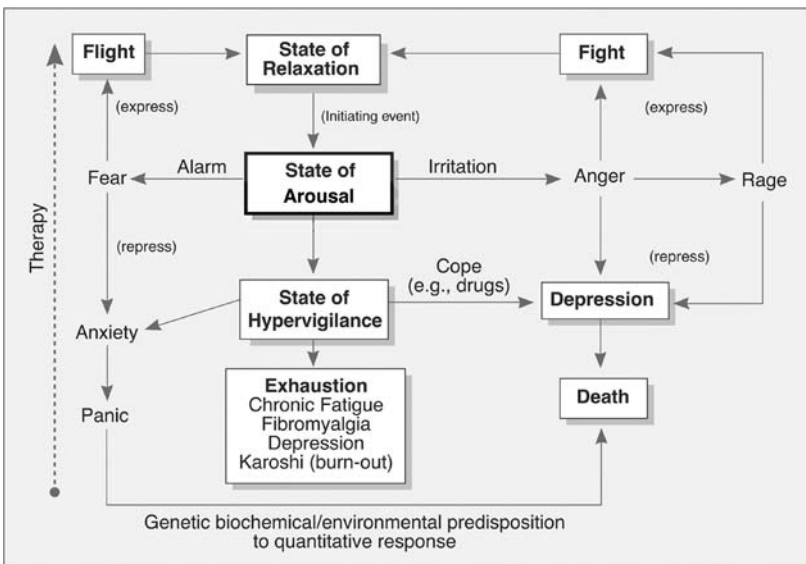 Flight
State of
Relaxation
Fight
(express)
(Initiating event)
(express)
Fear
Alarm
State of
Arousal
Irritation
Anger
Rage
Therapy
(repress)
(repress)
Cope
(e.g., drugs)
State of
Hypervigilance
Depression
Anxiety
Exhaustion
Chronic Fatigue
Fibromyalgia
Depression
Karoshi (burn-out)
Death
Panic
Genetic biochemical/environmental predisposition
to quantitative response